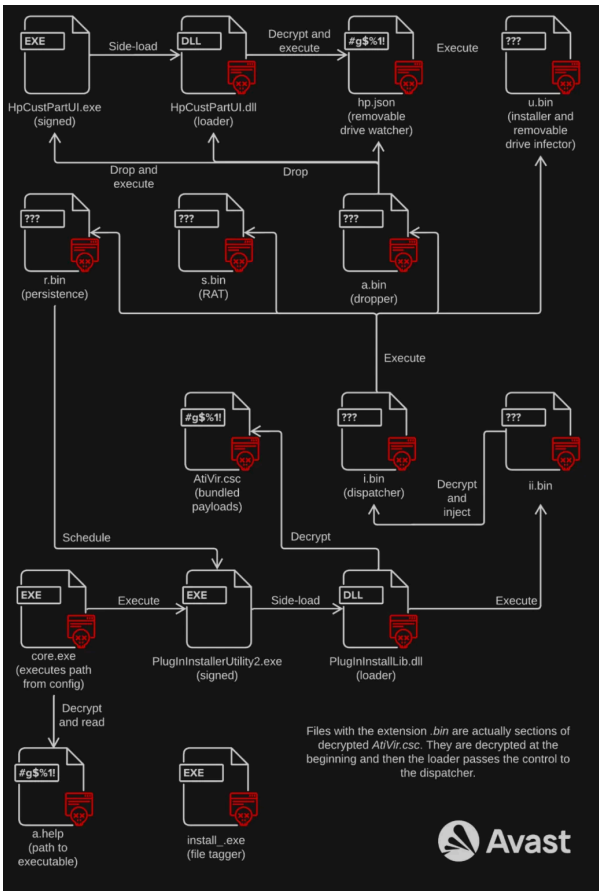 EXE
Side-load
DLL
Decrypt and
execute
#g$%1!
Execute
???
HpCustPartUI.exe
(signed)
HpCustPartUI.dll
(loader)
hp.json
(removable
drive watcher)
u.bin
(installer and
removable
drive infector)
Drop and
execute
Drop
???
???
???
r.bin
(persistence)
s.bin
(RAT)
a.bin
(dropper)
Execute
#g$%1!
???
???
AtiVir.csc
(bundled
payloads)
i.bin
(dispatcher)
Decrypt
and
inject
ii.bin
Schedule
Decrypt
EXE
Execute
EXE
Side-load
DLL
Execute
core.exe
(executes path
from config)
PlugInInstallerUtility2.exe
(signed)
PlugInInstallLib.dll
(loader)
Decrypt
and read
#g$%1!
a.help
(path to
executable)
EXE
install_.exe
(file tagger)
Files with the extension .bin are actually sections of
decrypted AtiVir.csc. They are decrypted at the
beginning and then the loader passes the control to
the dispatcher.
Avast